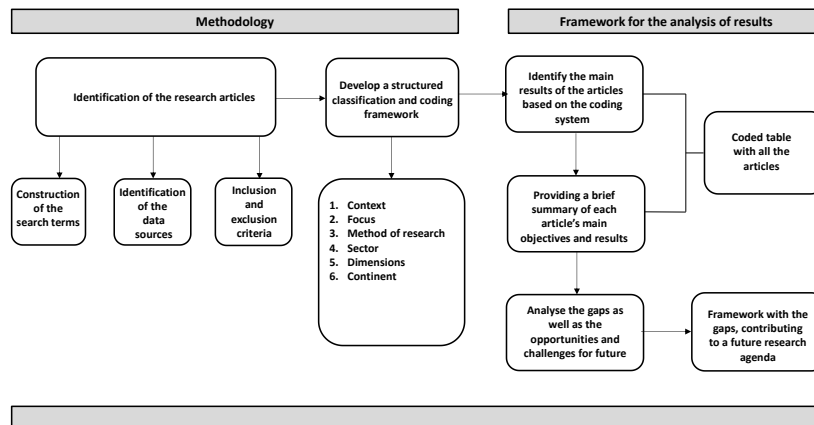 Methodology
Framework for the analysis of results
Identification of the research articles
Develop a structured
classification and coding
framework
Identify the main
results of the articles
based on the coding
system
Coded table
with all the
articles
Construction
of the
search terms
Identification
of the
data
sources
Inclusion
and
exclusion
criteria
1. Context
2. Focus
3. Method of research
4. Sector
5. Dimensions
6. Continent
Providing a brief
summary of each
article's main
objectives and results
Analyse the gaps as
well as the
opportunities and
challenges for future
Framework with the
gaps, contributing
to a future research
agenda